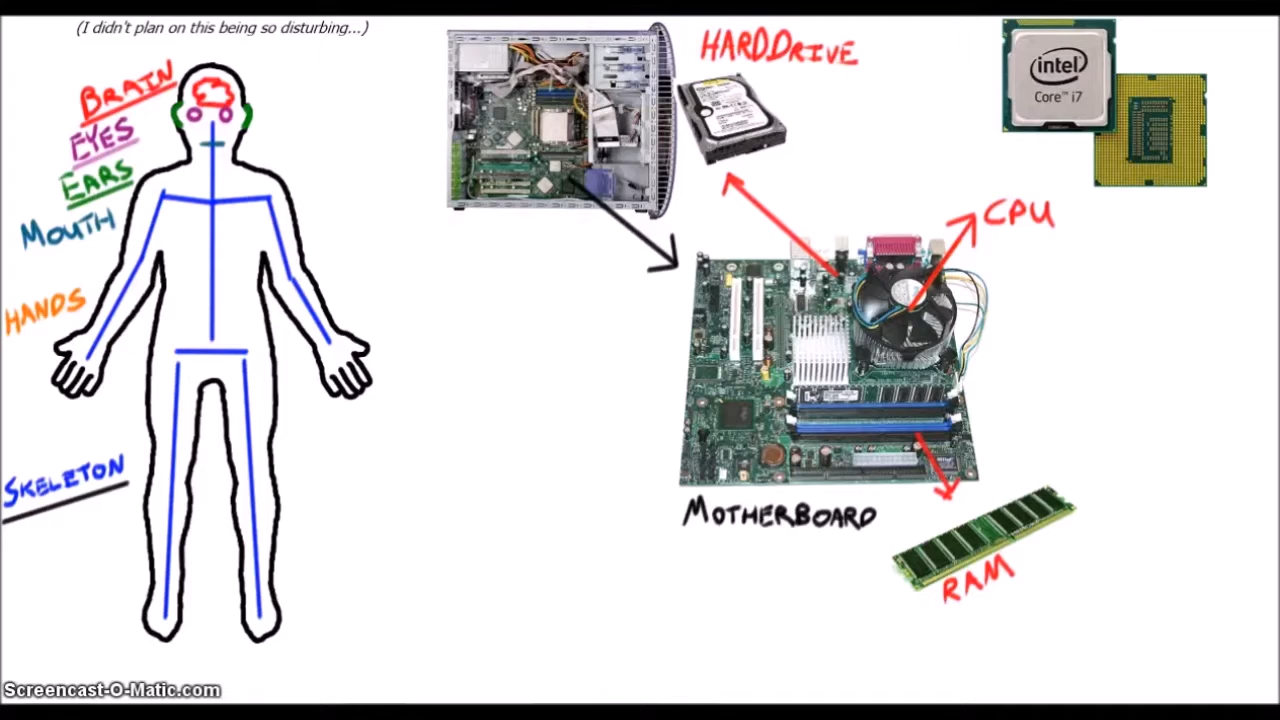 (I didn't plan on this being so disturbing...)
BRAIN
EYES
EARS
MOUTH
HANDS
SKELETON
HARDDRIVE
intel
Core™ i7
CPU
MOTHERBOARD
RAM
Screencast-O-Matic.com